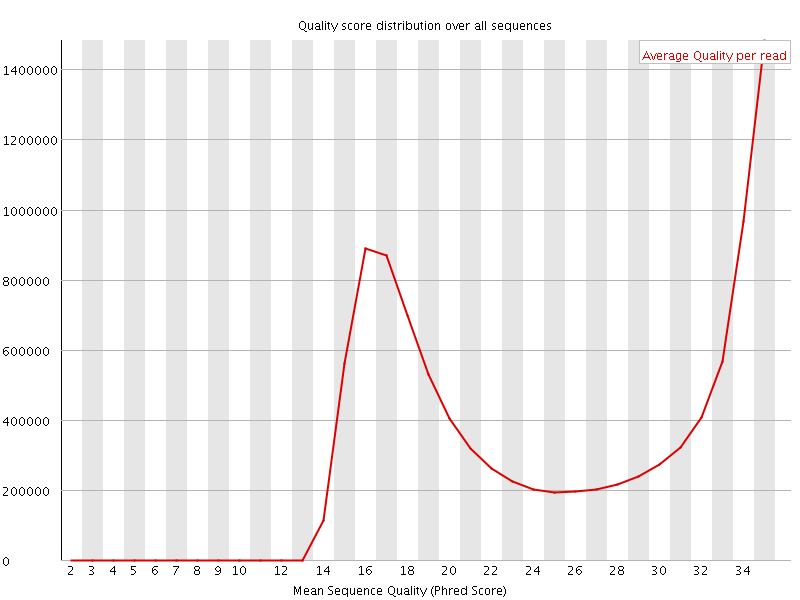 Quality score distribution over all sequences
Average Quality per read
1400000
1200000
1000000
800000
600000
400000
200000
0
2 3 4 5 6 7 8 9 10 12 14 16 18 20 22 24 26 28 30 32 34
Mean Sequence Quality (Phred Score)